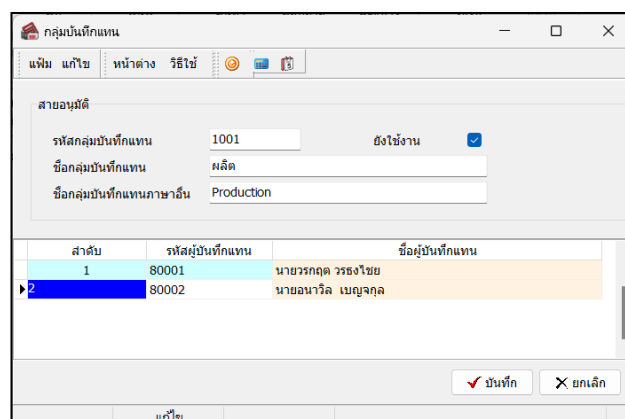 กลุ่มบันทึกแทน
แฟ้ม แก้ไข หน้าต่าง วิธีใช้
สายอนุมัติ
รหัสกลุ่มบันทึกแทน 1001 ยังใช้งาน
ชื่อกลุ่มบันทึกแทน ผลิต
ชื่อกลุ่มบันทึกแทนภาษาอื่น Production
ลำดับ รหัสผู้บันทึกแทน ชื่อผู้บันทึกแทน
1 80001 นายวรกฤต วรธงไชย
2 80002 นายอนาวิล เบญจกุล
บันทึก ยกเลิก
แก้ไข